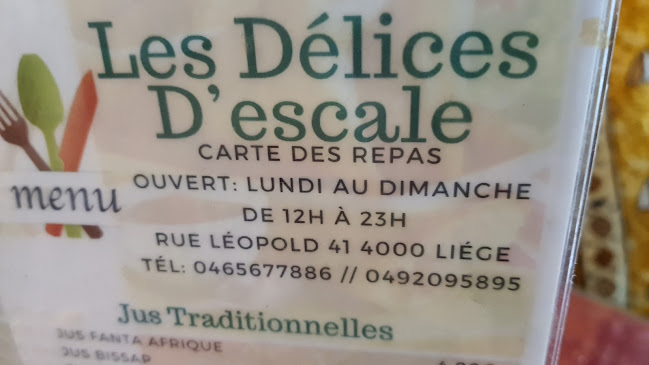 Les Délices
D'escale
CARTE DES REPAS
menu
OUVERT: LUNDI AU DIMANCHE
DE 12H À 23H
RUE LÉOPOLD 41 4000 LIÉGE
TÉL: 0465677886 // 0492095895
Jus Traditionnelles
JUS FANTA AFRIQUE
JUS BISSAP